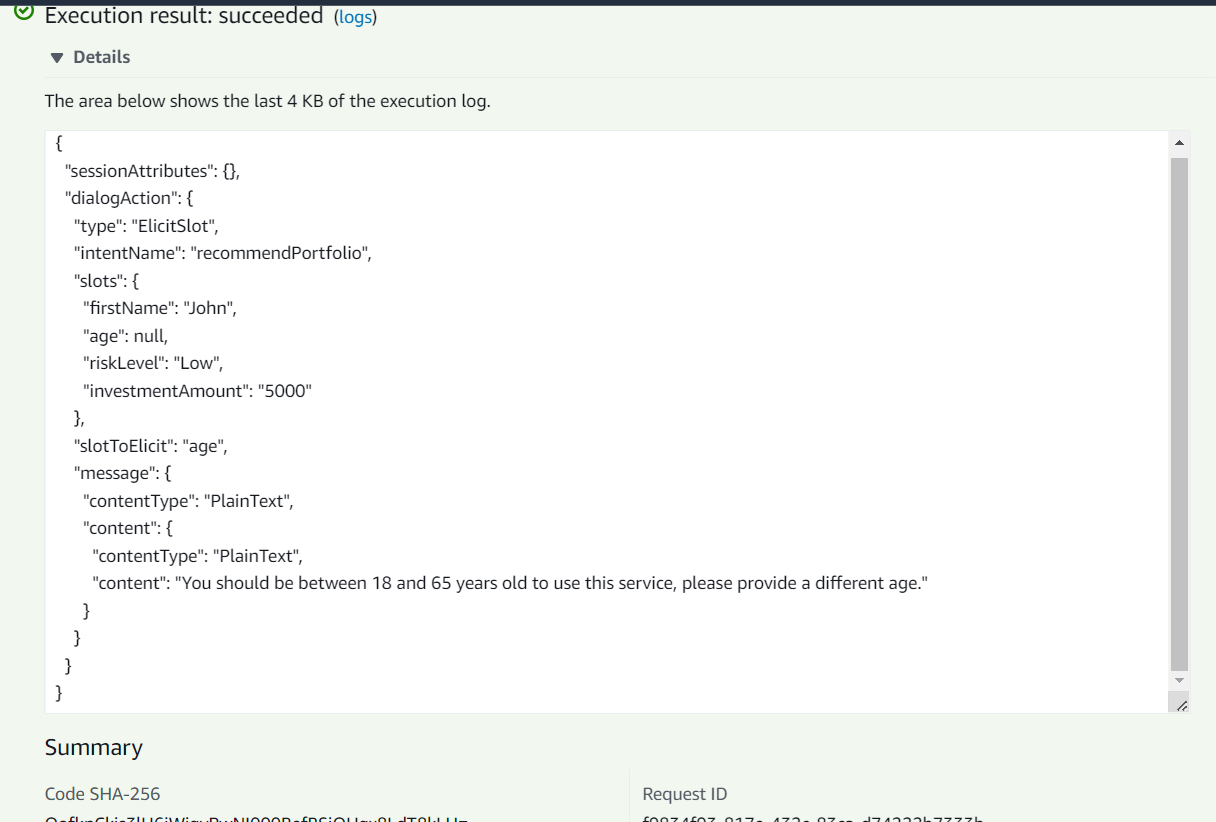 Execution result: succeeded (logs)
Details
The area below shows the last 4 KB of the execution log.
{
"sessionAttributes": {},
"dialogAction": {
"type": "ElicitSlot",
"intentName": "recommendPortfolio",
"slots": {
"firstName": "John",
"age": null,
"riskLevel": "Low",
"investmentAmount": "5000"
},
"slotToElicit": "age",
"message": {
"contentType": "PlainText",
"content": {
"contentType": "PlainText",
"content": "You should be between 18 and 65 years old to use this service, please provide a different age."
}
}
}
}
Summary
Code SHA-256
Request ID